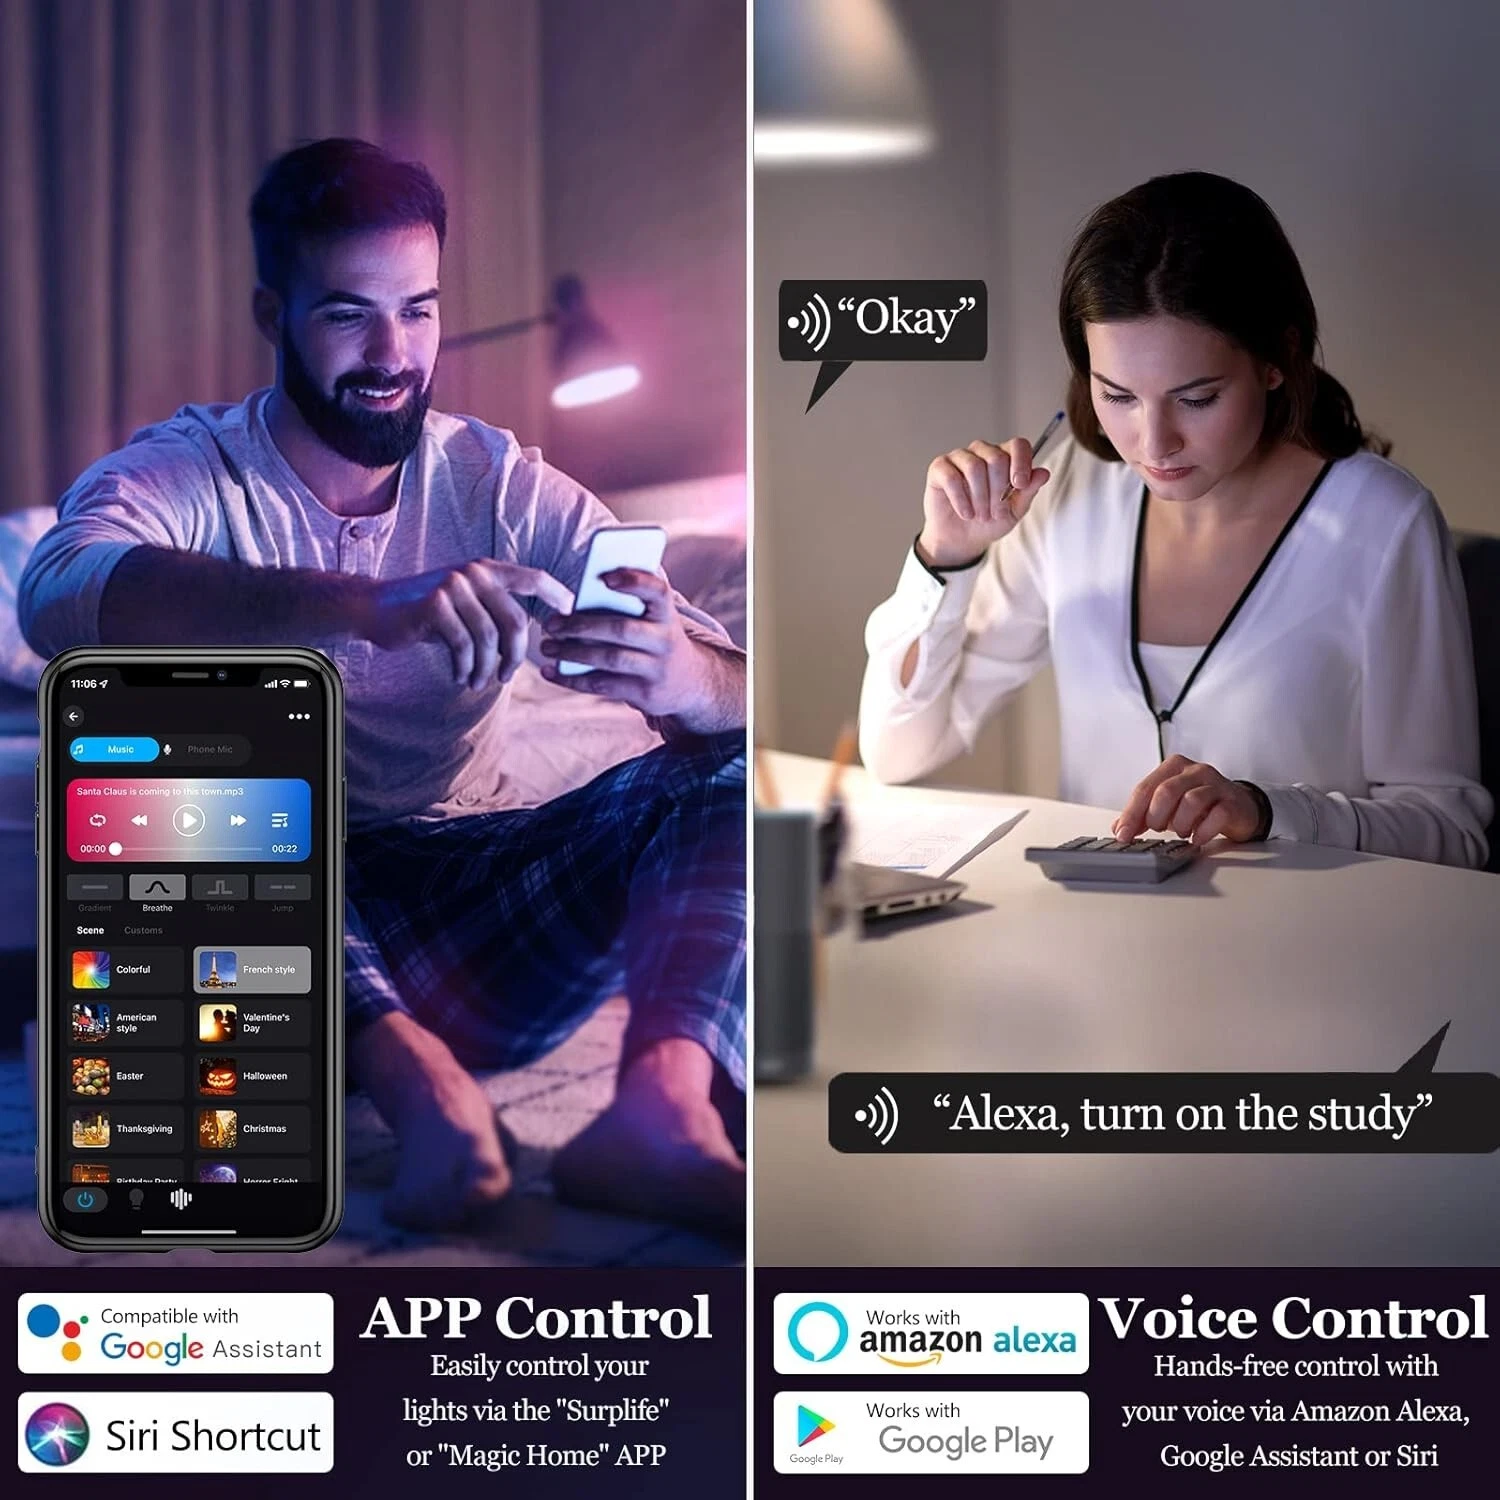 11:06
Music
Phone Mic
Santa Claus is coming to this town.mp3
00:00
00:22
Gradient
Breathe
Twinkle
Jump
Scene
Customs
Colorful
French style
American
style
Valentine's
Day
Easter
Halloween
Thanksgiving
Christmas
Birthday Party
Compatible with
Google Assistant
Siri Shortcut
APP Control
Easily control your
lights via the "Surplife"
or "Magic Home" APP
“Okay”
“Alexa, turn on the study”
Works with
amazon alexa
Works with
Google Play
Google Play
Voice Control
Hands-free control with
your voice via Amazon Alexa,
Google Assistant or Siri